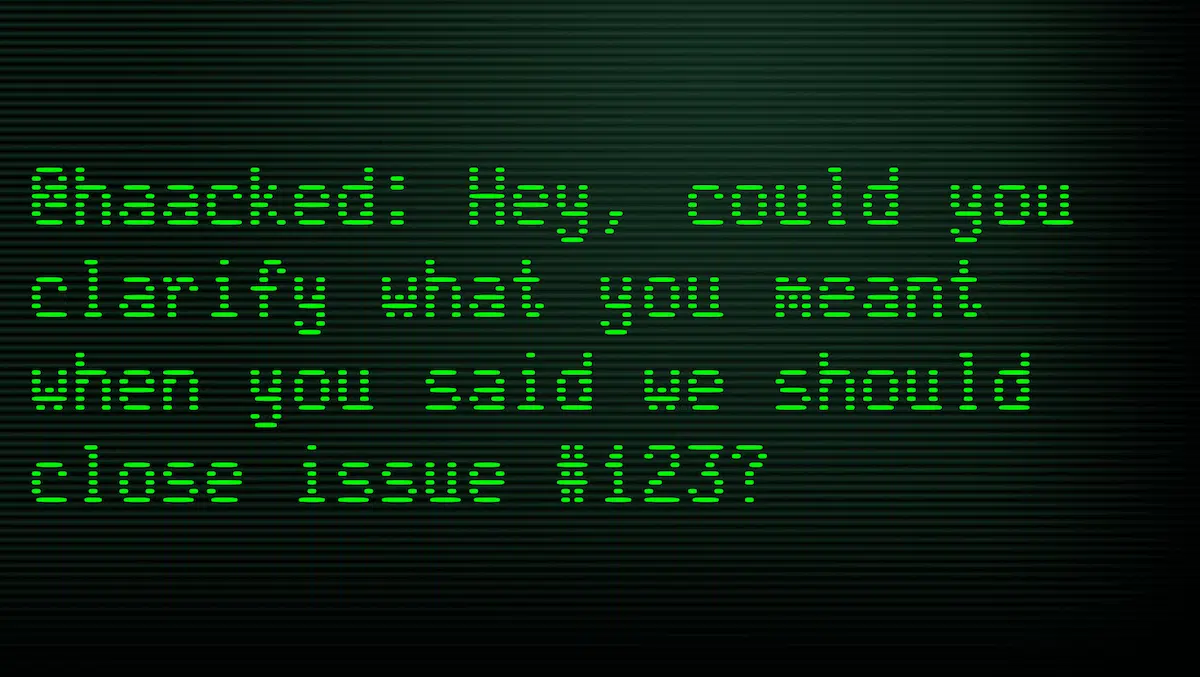 @haacked: Hey, could you
clarify what you meant
when you said we should
close issue #123?